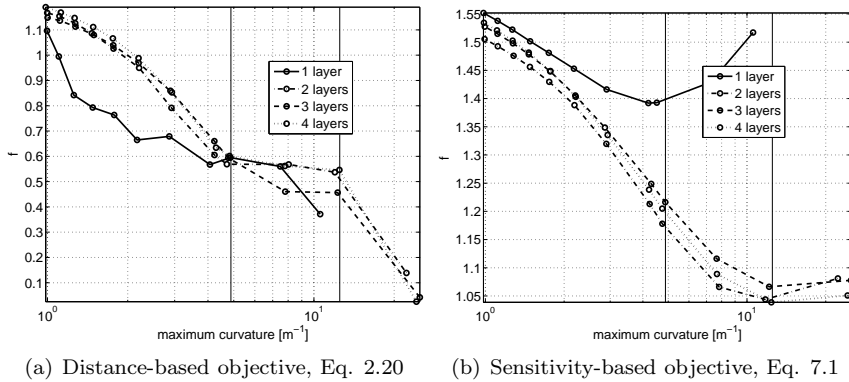 1.1
1
0.9
0.8
0.7
0.6
0.5
0.4
0.3
0.2
0.1
f
10^0
10^1
maximum curvature [m^-1]
1 layer
2 layers
3 layers
4 layers
(a) Distance-based objective, Eq. 2.20
1.55
1.5
1.45
1.4
1.35
1.3
1.25
1.2
1.15
1.1
1.05
f
10^0
10^1
maximum curvature [m^-1]
1 layer
2 layers
3 layers
4 layers
(b) Sensitivity-based objective, Eq. 7.1